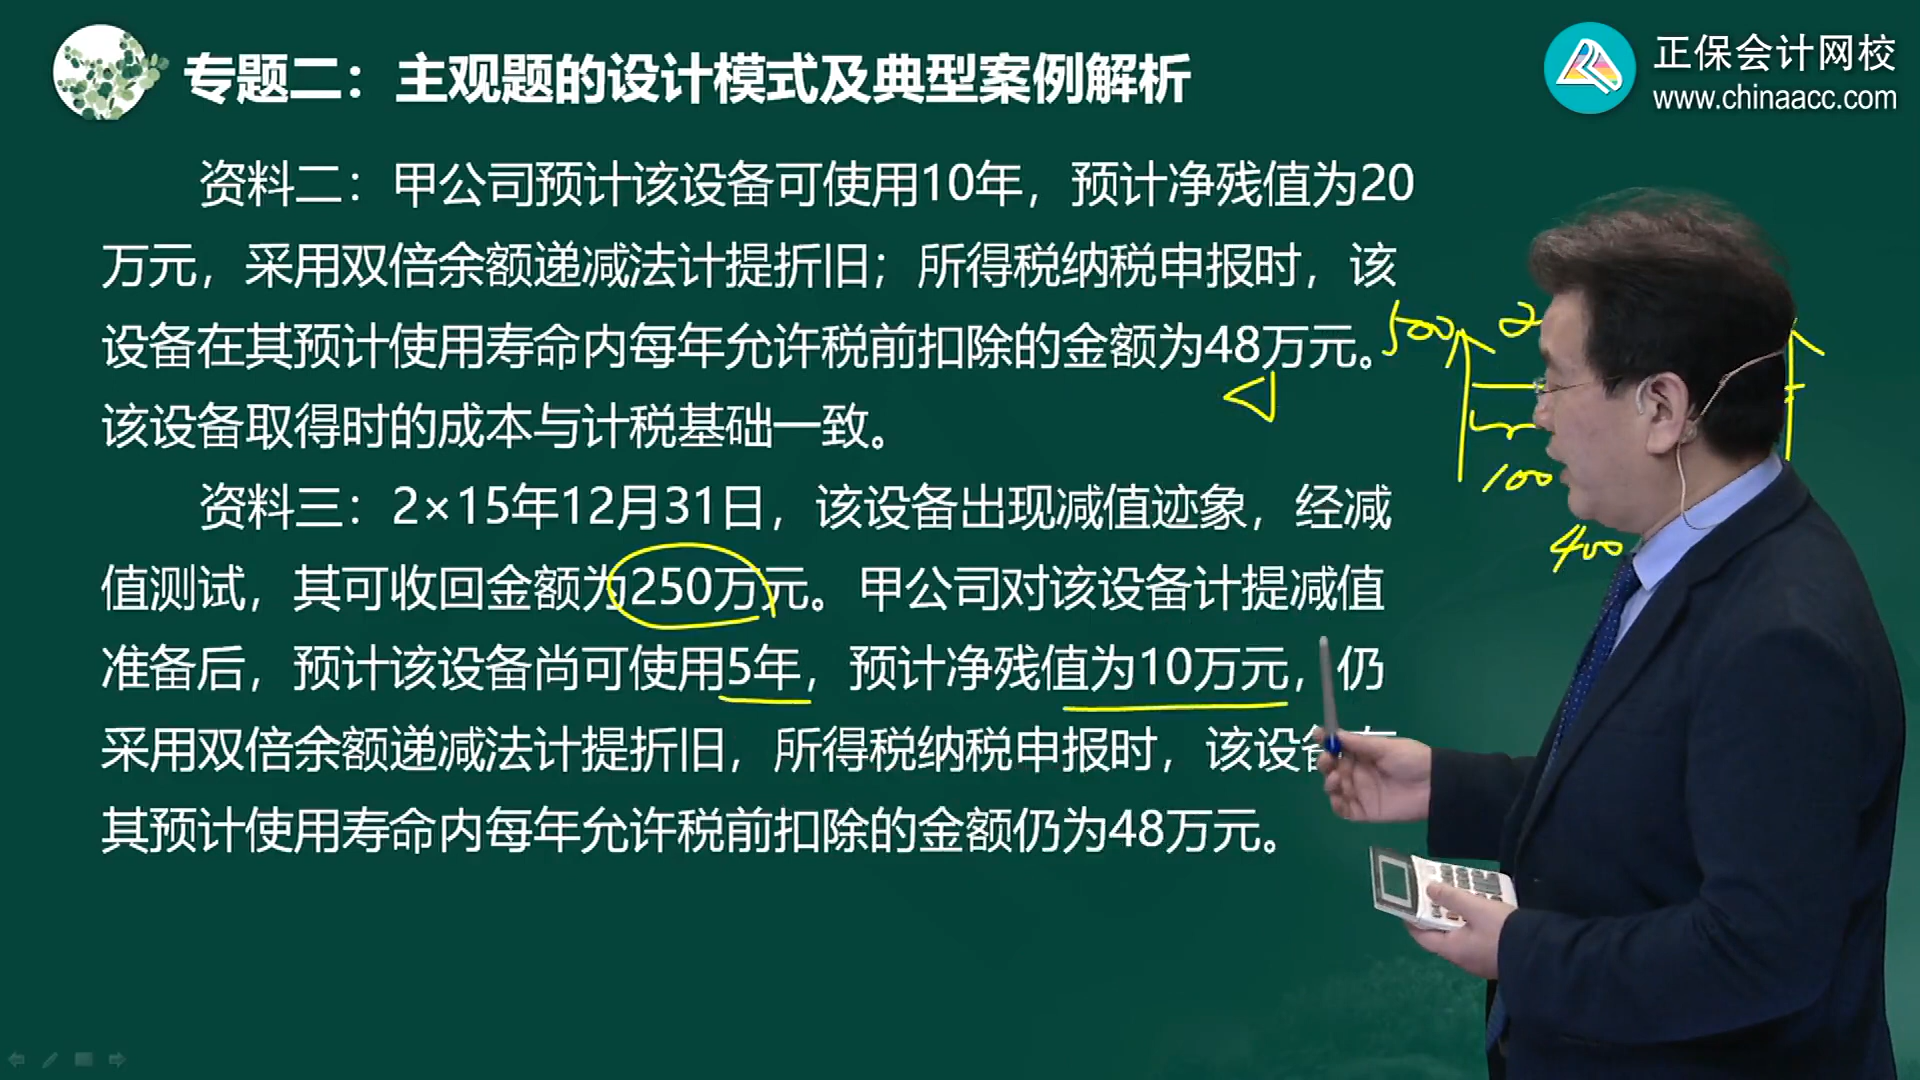 专题二：主观题的设计模式及典型案例解析
正保会计网校
www.chinaacc.com
资料二：甲公司预计该设备可使用10年，预计净残值为20
万元，采用双倍余额递减法计提折旧；所得税纳税申报时，该
设备在其预计使用寿命内每年允许税前扣除的金额为48万元。
该设备取得时的成本与计税基础一致。
资料三：2×15年12月31日，该设备出现减值迹象，经减
值测试，其可收回金额为250万元。甲公司对该设备计提减值
准备后，预计该设备尚可使用5年，预计净残值为10万元，仍
采用双倍余额递减法计提折旧，所得税纳税申报时，该设备在
其预计使用寿命内每年允许税前扣除的金额仍为48万元。
500
100
400